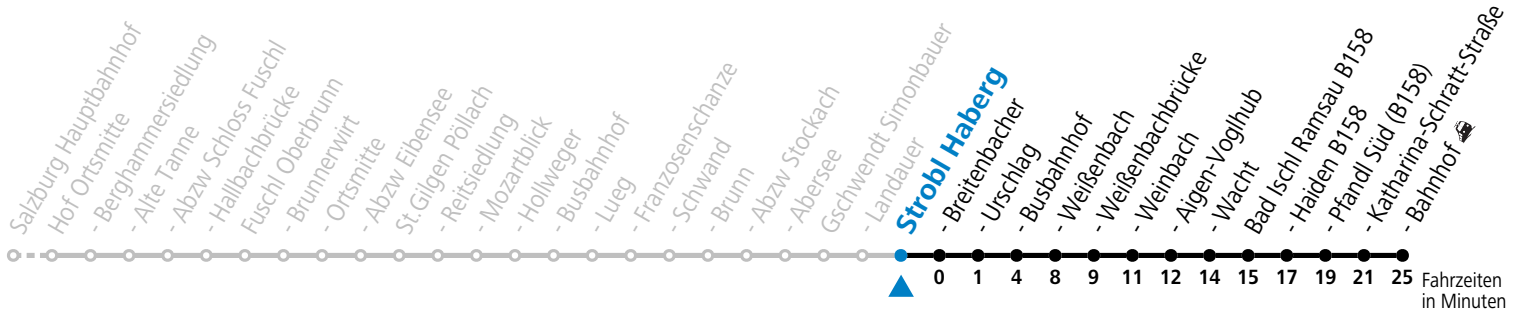 Salzburg Hauptbahnhof
Hof Ortsmitte
- Berghammersiedlung
- Alte Tanne
- Abzw Schloss Fuschl
- Hallbachbrücke
Fuschl Oberbrunn
- Brunnerwirt
- Ortsmitte
- Abzw Eibensee
St.Gilgen Pöllach
- Reitsiedlung
- Mozartblick
- Hollweger
- Busbahnhof
- Lueg
- Franzosenschanze
- Schwand
- Brunn
- Abzw Stockach
- Abersee
Gschwendt Simonbauer
- Landauer
Strobl Haberg
- Breitenbacher
- Urschlag
- Busbahnhof
- Weißenbach
- Weißenbachbrücke
- Weinbach
- Aigen-Voglhub
- Wacht
Bad Ischl Ramsau B158
- Haiden B158
- Pfandl Süd (B158)
- Katharina-Schratt-Straße
- Bahnhof
0 1 4 8 9 11 12 14 15 17 19 21 25 Fahrzeiten
in Minuten